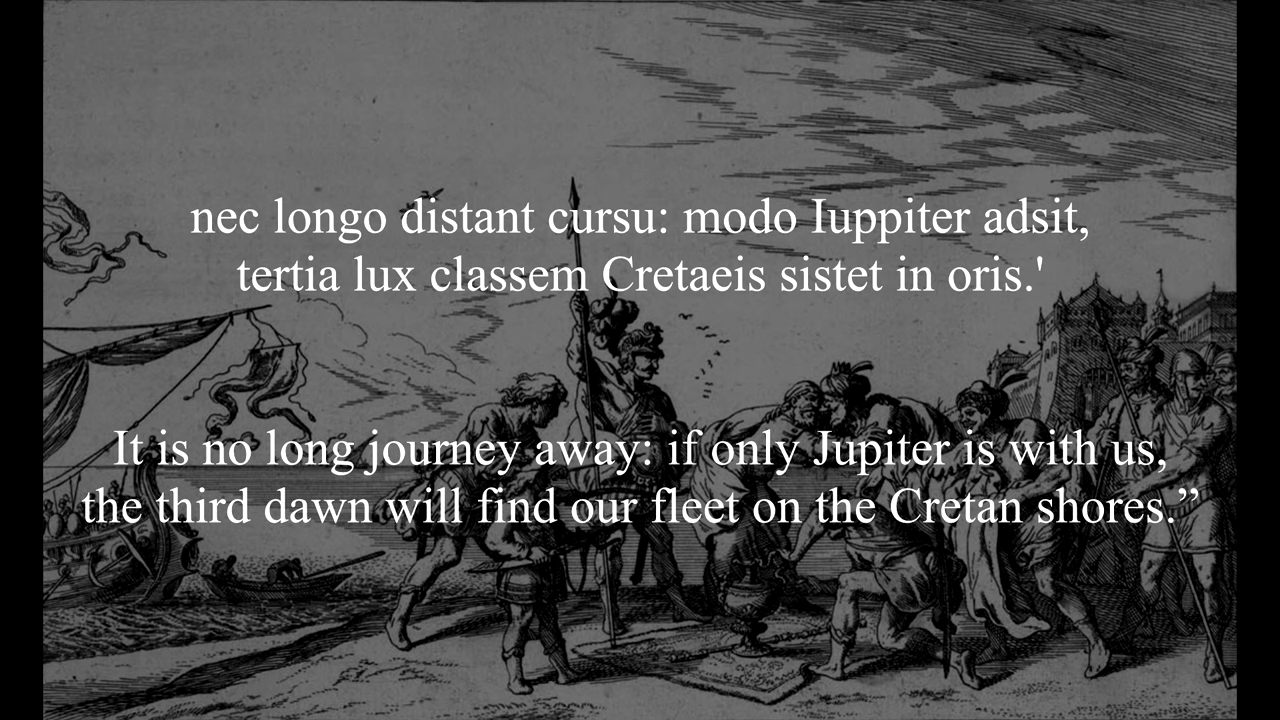 nec longo distant cursu: modo Iuppiter adsit,
tertia lux classem Cretaeis sistet in oris.'
It is no long journey away: if only Jupiter is with us,
the third dawn will find our fleet on the Cretan shores.”